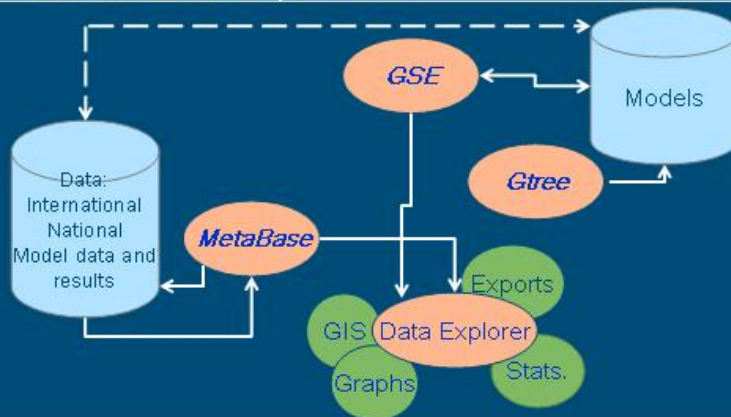 GSE
Models
Data:
International
National
Model data and
results
Gtree
MetaBase
Exports
GIS
Data Explorer
Graphs
Stats.